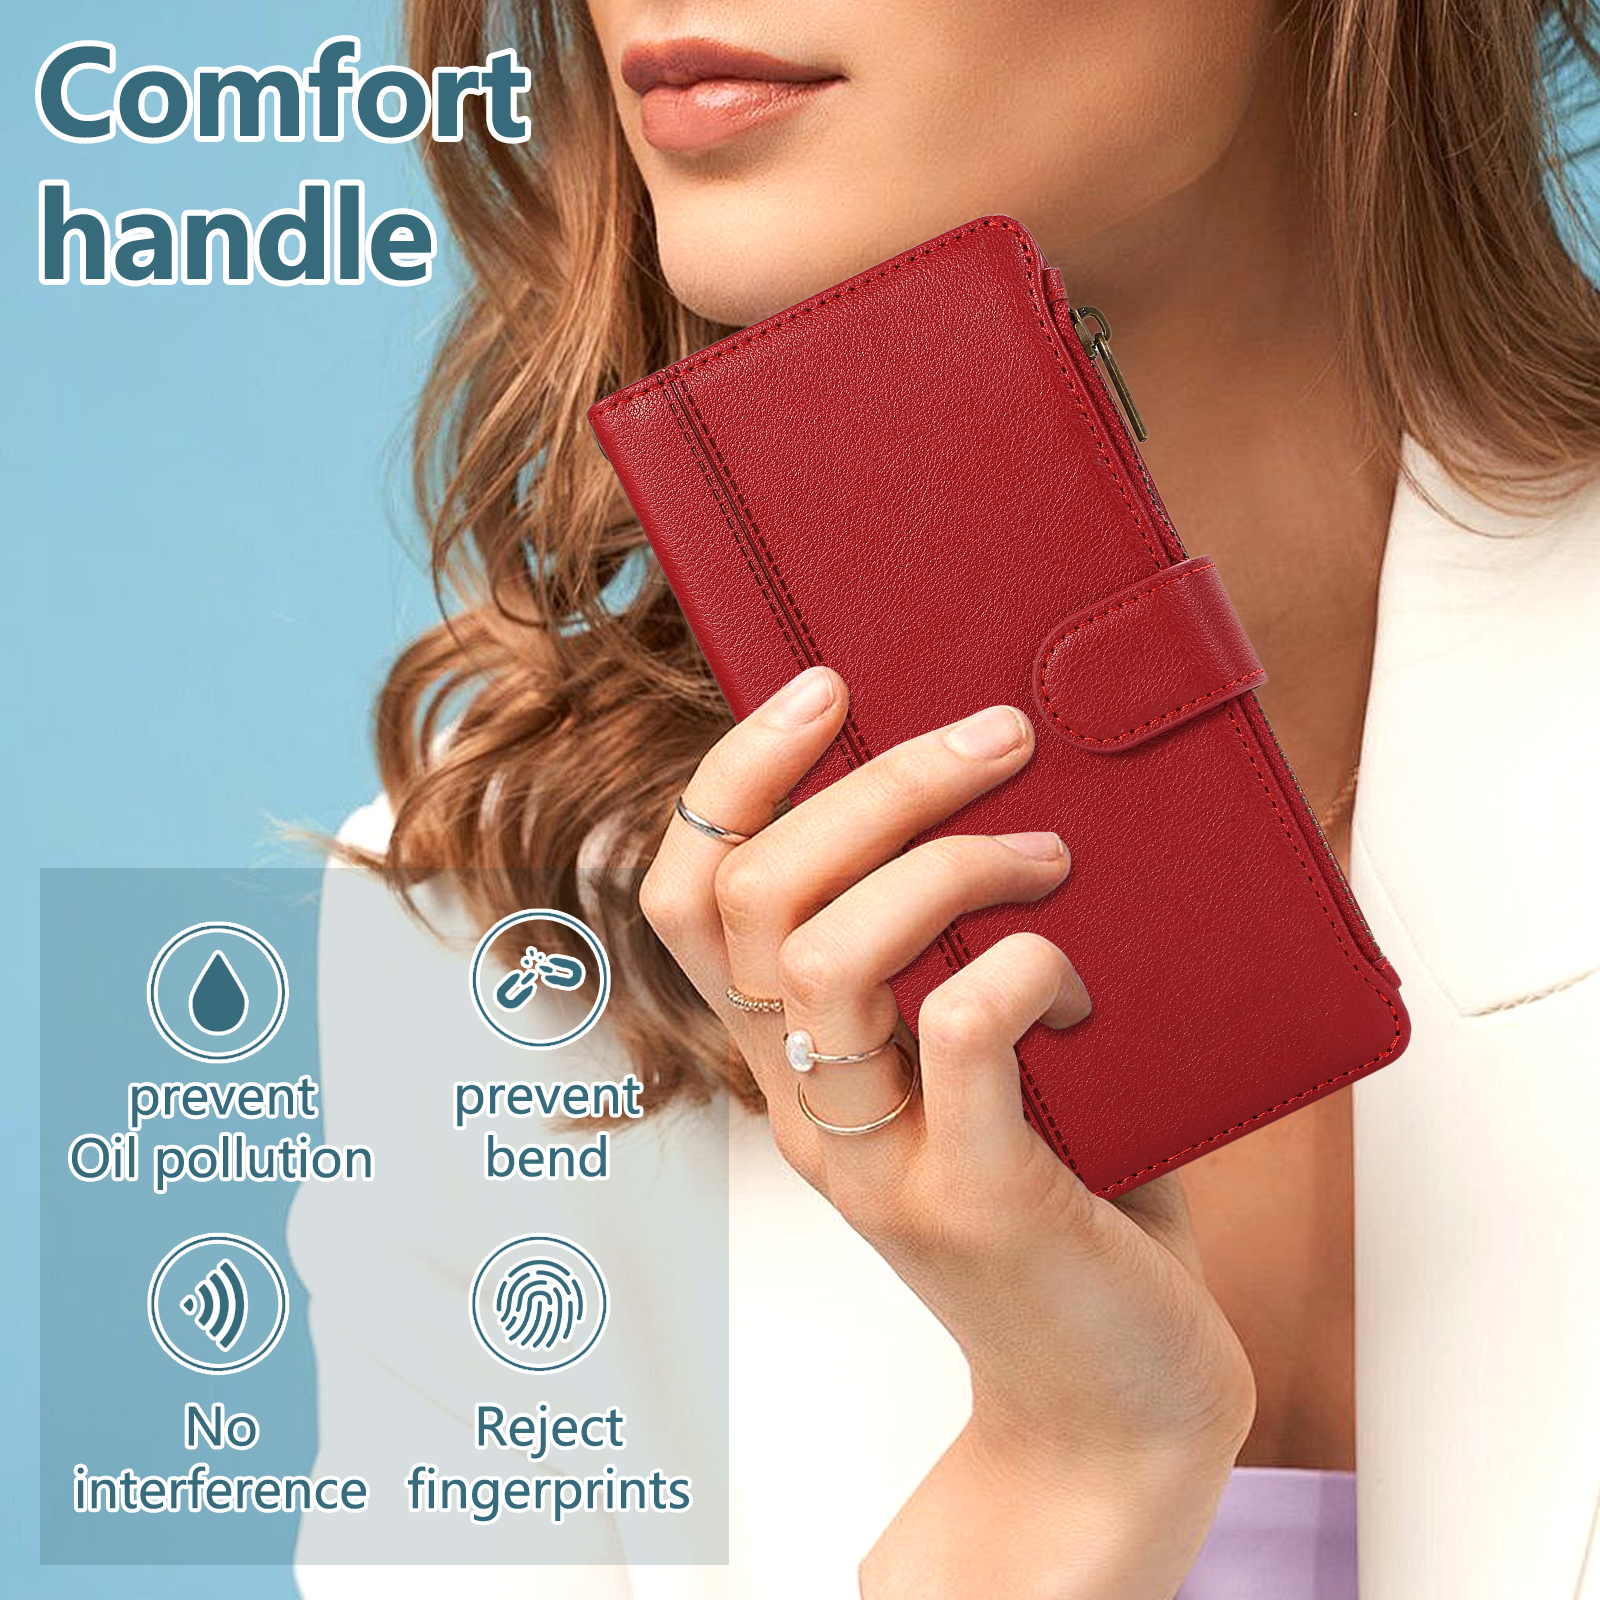 Comfort
handle
prevent
Oil pollution
prevent
bend
No
interference
Reject
fingerprints